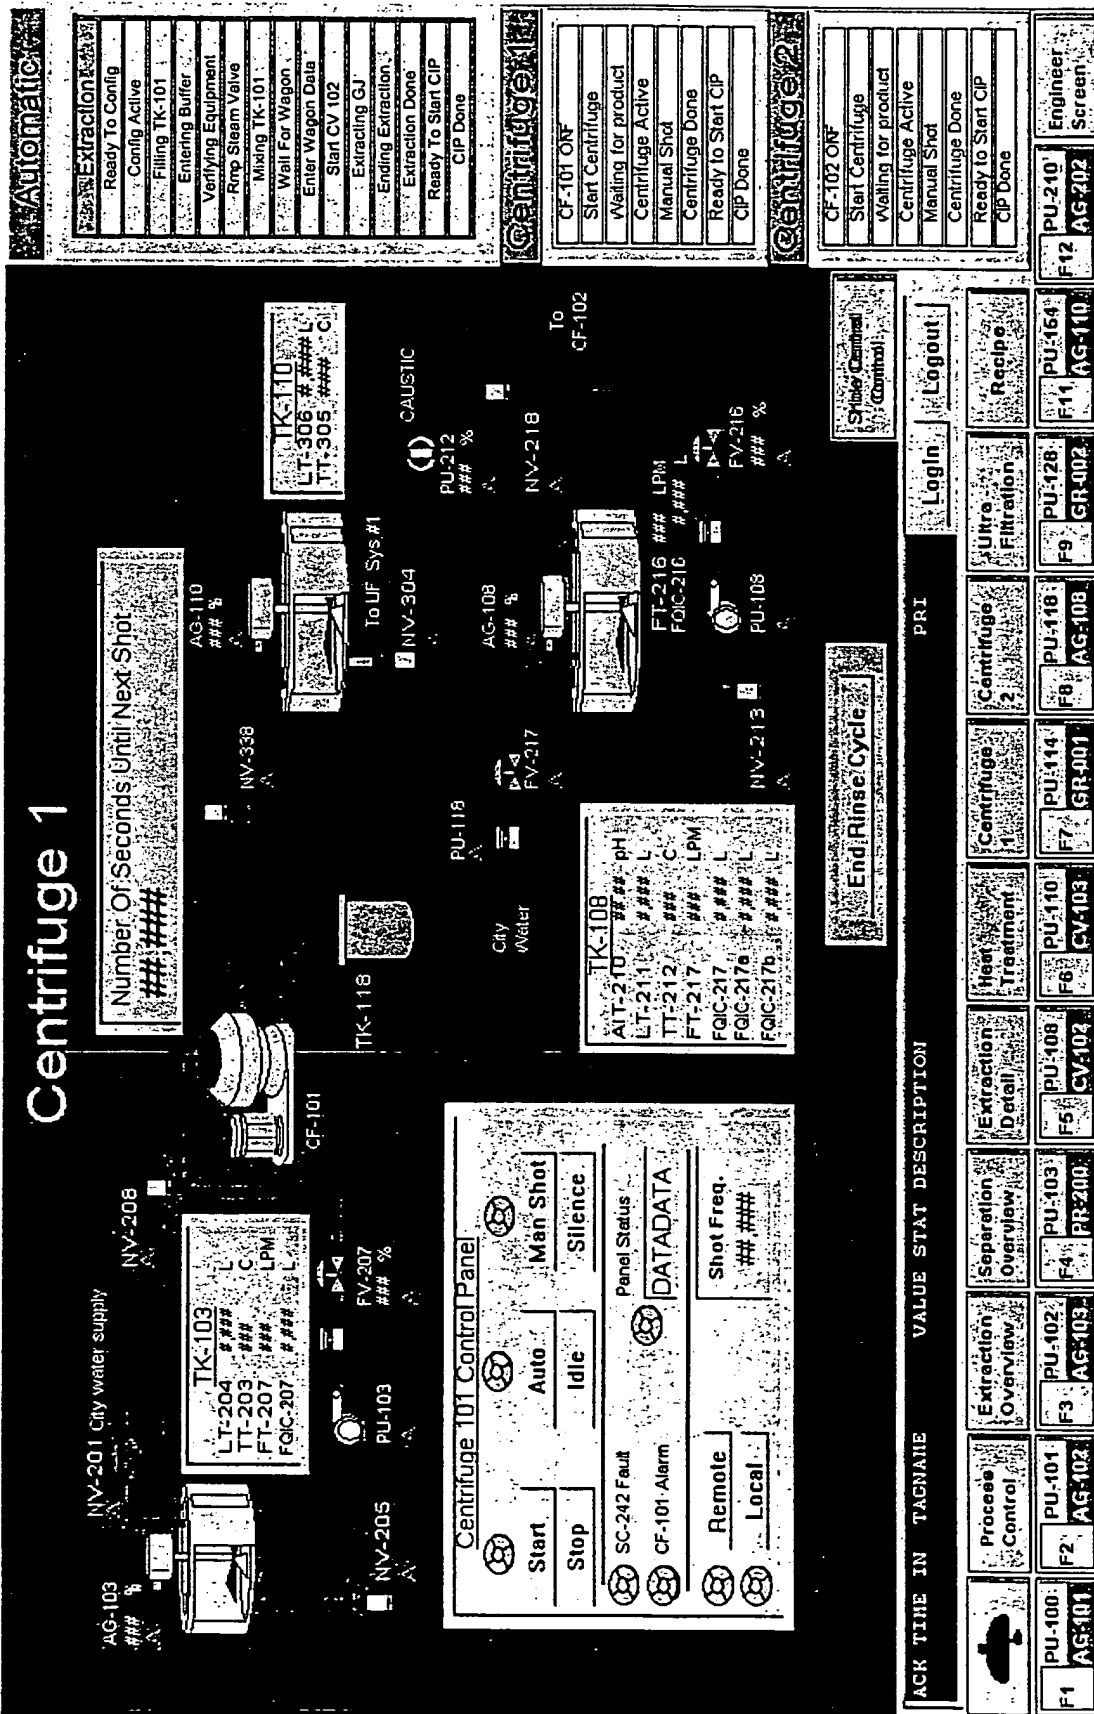 Centrifuge 1
Number Of Seconds Until Next Shot
##,###
NV-201 City water supply
A
AG-103
### %
A
NV-208
A
TK-103
LT-204 #,### L
TT-203 ### C
FT-207 ### LPM
FQIC-207 #,### L
NV-205
A
PU-103
A
FV-207
### %
A
CF-101
TK-118
NV-338
A
AG-110
### %
A
TK-110
LT-306 #,### L
TT-305 ### C
To UF Sys #1
NV-304
A
PU-118
A
City
Water
FV-217
A
AG-108
### %
A
CAUSTIC
PU-212
### %
A
NV-218
A
To
CF-102
FT-216 ### LPM
FQIC-216 #,### L
FV-216
### %
A
PU-108
A
NV-213
A
TK-108
AIT-210 ##.## pH
LT-211 #,### L
TT-212 ### C
FT-217 ### LPM
FQIC-217 #,### L
FQIC-217a #,### L
FQIC-217b #,### L
Centrifuge 101 Control Panel
Start Auto Man Shot
Stop Idle Silence
SC-242 Fault
CF-101 Alarm
Panel Status
DATADATA
Remote
Local
Shot Freq.
##,###
End Rinse Cycle
Control
Automatic
Extraction
Ready To Config
Config Active
Filling TK-101
Entering Buffer
Verifying Equipment
Rmp Steam Valve
Mixing TK-101
Wait For Wagon
Enter Wagon Data
Start CV 102
Extracting GJ
Ending Extraction
Extraction Done
Ready To Start CIP
CIP Done
Centrifuge 1
CF-101 ONF
Start Centrifuge
Waiting for product
Centrifuge Active
Manual Shot
Centrifuge Done
Ready to Start CIP
CIP Done
Centrifuge 2
CF-102 ONF
Start Centrifuge
Waiting for product
Centrifuge Active
Manual Shot
Centrifuge Done
Ready to Start CIP
CIP Done
ACK TIME IN TAGNAME VALUE STAT DESCRIPTION PRI
Login Logout
Process
Control
Extraction
Overview
Separation
Overview
Extraction
Detail
Heat
Treatment
Centrifuge
1
Centrifuge
2
Ultra
Filtration
Recipe
Engineer
Screen
F1 PU-100 AG-101
F2 PU-101 AG-102
F3 PU-102 AG-103
F4 PU-103 PR-200
F5 PU-108 CV-102
F6 PU-110 CV-103
F7 PU-114 GR-001
F8 PU-118 AG-108
F9 PU-128 GR-002
F11 PU-164 AG-110
F12 PU-210 AG-202